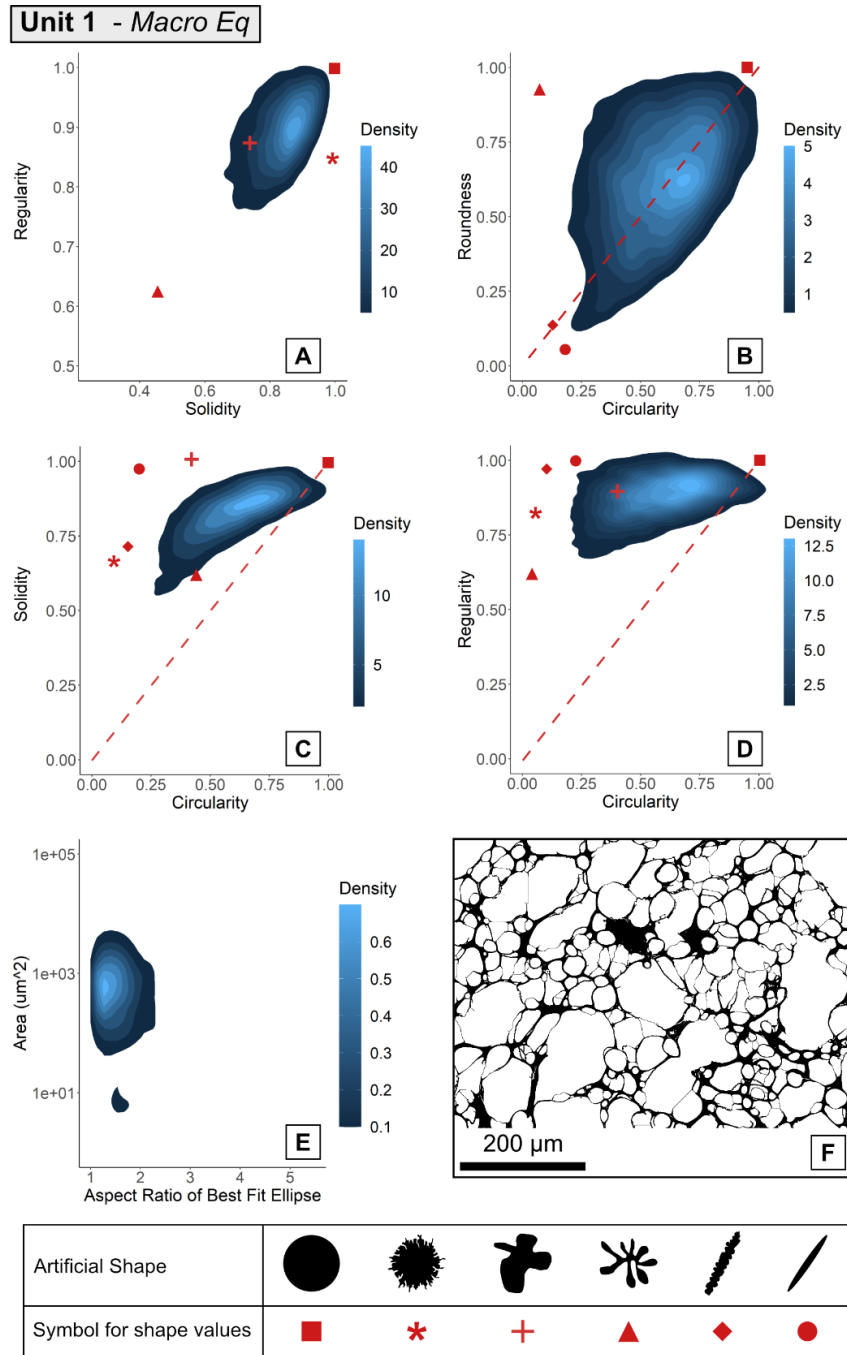 Unit 1 - Macro Eq
1.0
0.9
0.8
0.7
0.6
0.5
Regularity
0.4 0.6 0.8 1.0
Solidity
Density
40
30
20
10
A
1.00
0.75
0.50
0.25
0.00
Roundness
0.00 0.25 0.50 0.75 1.00
Circularity
Density
5
4
3
2
1
B
1.00
0.75
0.50
0.25
0.00
Solidity
0.00 0.25 0.50 0.75 1.00
Circularity
Density
10
5
C
1.00
0.75
0.50
0.25
0.00
Regularity
0.00 0.25 0.50 0.75 1.00
Circularity
Density
12.5
10.0
7.5
5.0
2.5
D
1e+05
1e+03
1e+01
Area (um^2)
1 2 3 4 5
Aspect Ratio of Best Fit Ellipse
Density
0.6
0.5
0.4
0.3
0.2
0.1
E
200 µm
F
Artificial Shape
Symbol for shape values